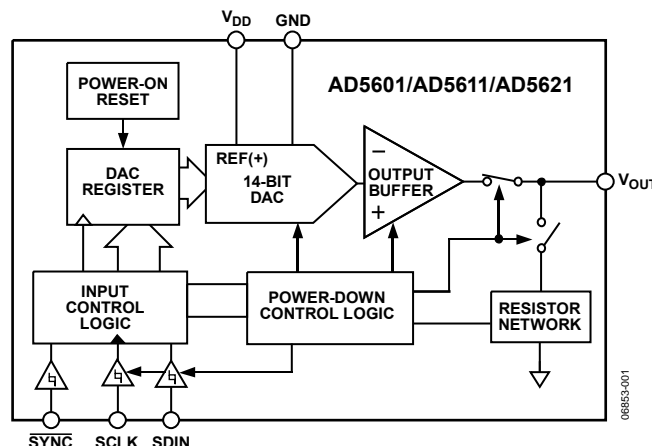 VDD GND
AD5601/AD5611/AD5621
POWER-ON
RESET
DAC
REGISTER
REF(+)
14-BIT
DAC
OUTPUT
BUFFER
VOUT
INPUT
CONTROL
LOGIC
POWER-DOWN
CONTROL LOGIC
RESISTOR
NETWORK
SYNC SCLK SDIN
06853-001